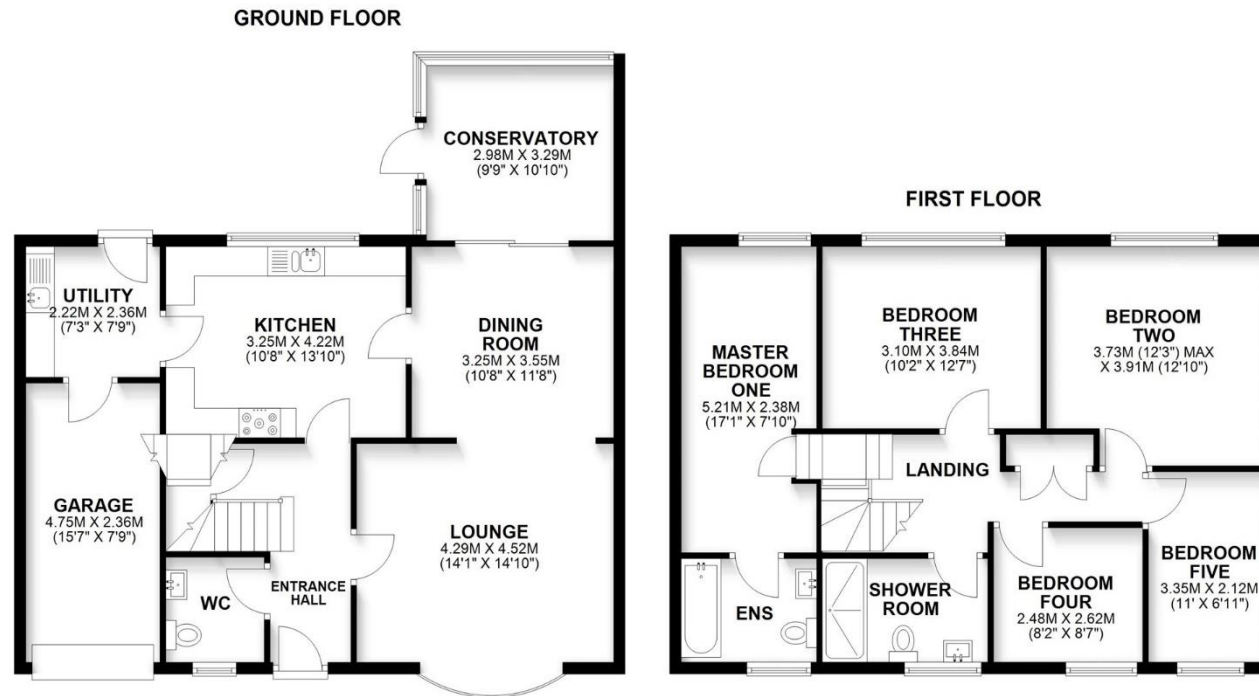 GROUND FLOOR
CONSERVATORY
2.98M X 3.29M
(9'9" X 10'10")
UTILITY
2.22M X 2.36M
(7'3" X 7'9")
KITCHEN
3.25M X 4.22M
(10'8" X 13'10")
DINING
ROOM
3.25M X 3.55M
(10'8" X 11'8")
GARAGE
4.75M X 2.36M
(15'7" X 7'9")
LOUNGE
4.29M X 4.52M
(14'1" X 14'10")
WC
ENTRANCE
HALL
FIRST FLOOR
MASTER
BEDROOM
ONE
5.21M X 2.38M
(17'1" X 7'10")
BEDROOM
THREE
3.10M X 3.84M
(10'2" X 12'7")
BEDROOM
TWO
3.73M (12'3") MAX
X 3.91M (12'10")
LANDING
ENS
SHOWER
ROOM
BEDROOM
FOUR
2.48M X 2.62M
(8'2" X 8'7")
BEDROOM
FIVE
3.35M X 2.12M
(11' X 6'11")